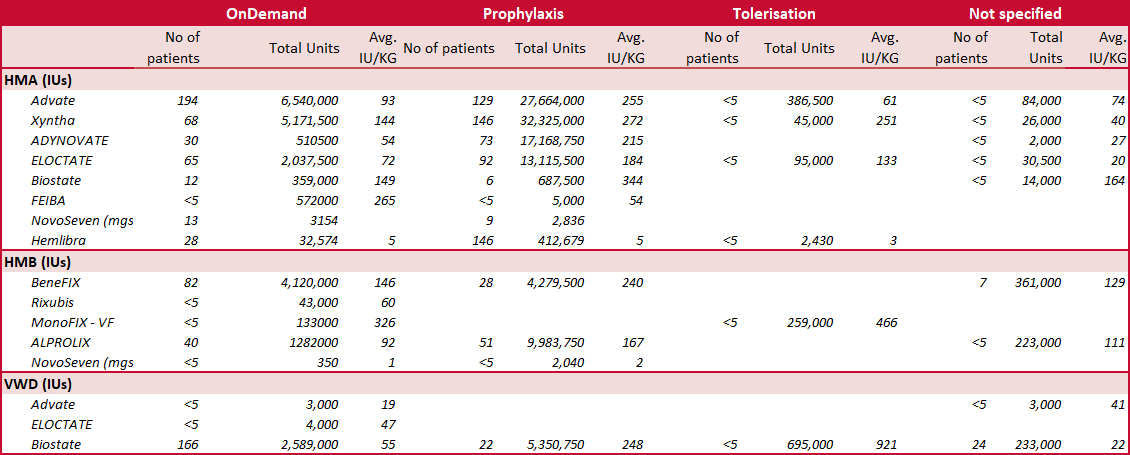 OnDemand Prophylaxis Tolerisation Not specified
No of patients Total Units Avg. IU/KG No of patients Total Units Avg. IU/KG No of patients Total Units Avg. IU/KG No of patients Total Units Avg. IU/KG
HMA (IUs)
Advate 194 6,540,000 93 129 27,664,000 255 <5 386,500 61 <5 84,000 74
Xyntha 68 5,171,500 144 146 32,325,000 272 <5 45,000 251 <5 26,000 40
ADYNOVATE 30 510500 54 73 17,168,750 215 <5 2,000 27
ELOCTATE 65 2,037,500 72 92 13,115,500 184 <5 95,000 133 <5 30,500 20
Biostate 12 359,000 149 6 687,500 344 <5 14,000 164
FEIBA <5 572000 265 <5 5,000 54
NovoSeven (mgs 13 3154 9 2,836
Hemlibra 28 32,574 5 146 412,679 5 <5 2,430 3
HMB (IUs)
BeneFIX 82 4,120,000 146 28 4,279,500 240 7 361,000 129
Rixubis <5 43,000 60
MonoFIX - VF <5 133000 326 <5 259,000 466
ALPROLIX 40 1282000 92 51 9,983,750 167 <5 223,000 111
NovoSeven (mgs <5 350 1 <5 2,040 2
VWD (IUs)
Advate <5 3,000 19 <5 3,000 41
ELOCTATE <5 4,000 47
Biostate 166 2,589,000 55 22 5,350,750 248 <5 695,000 921 24 233,000 22